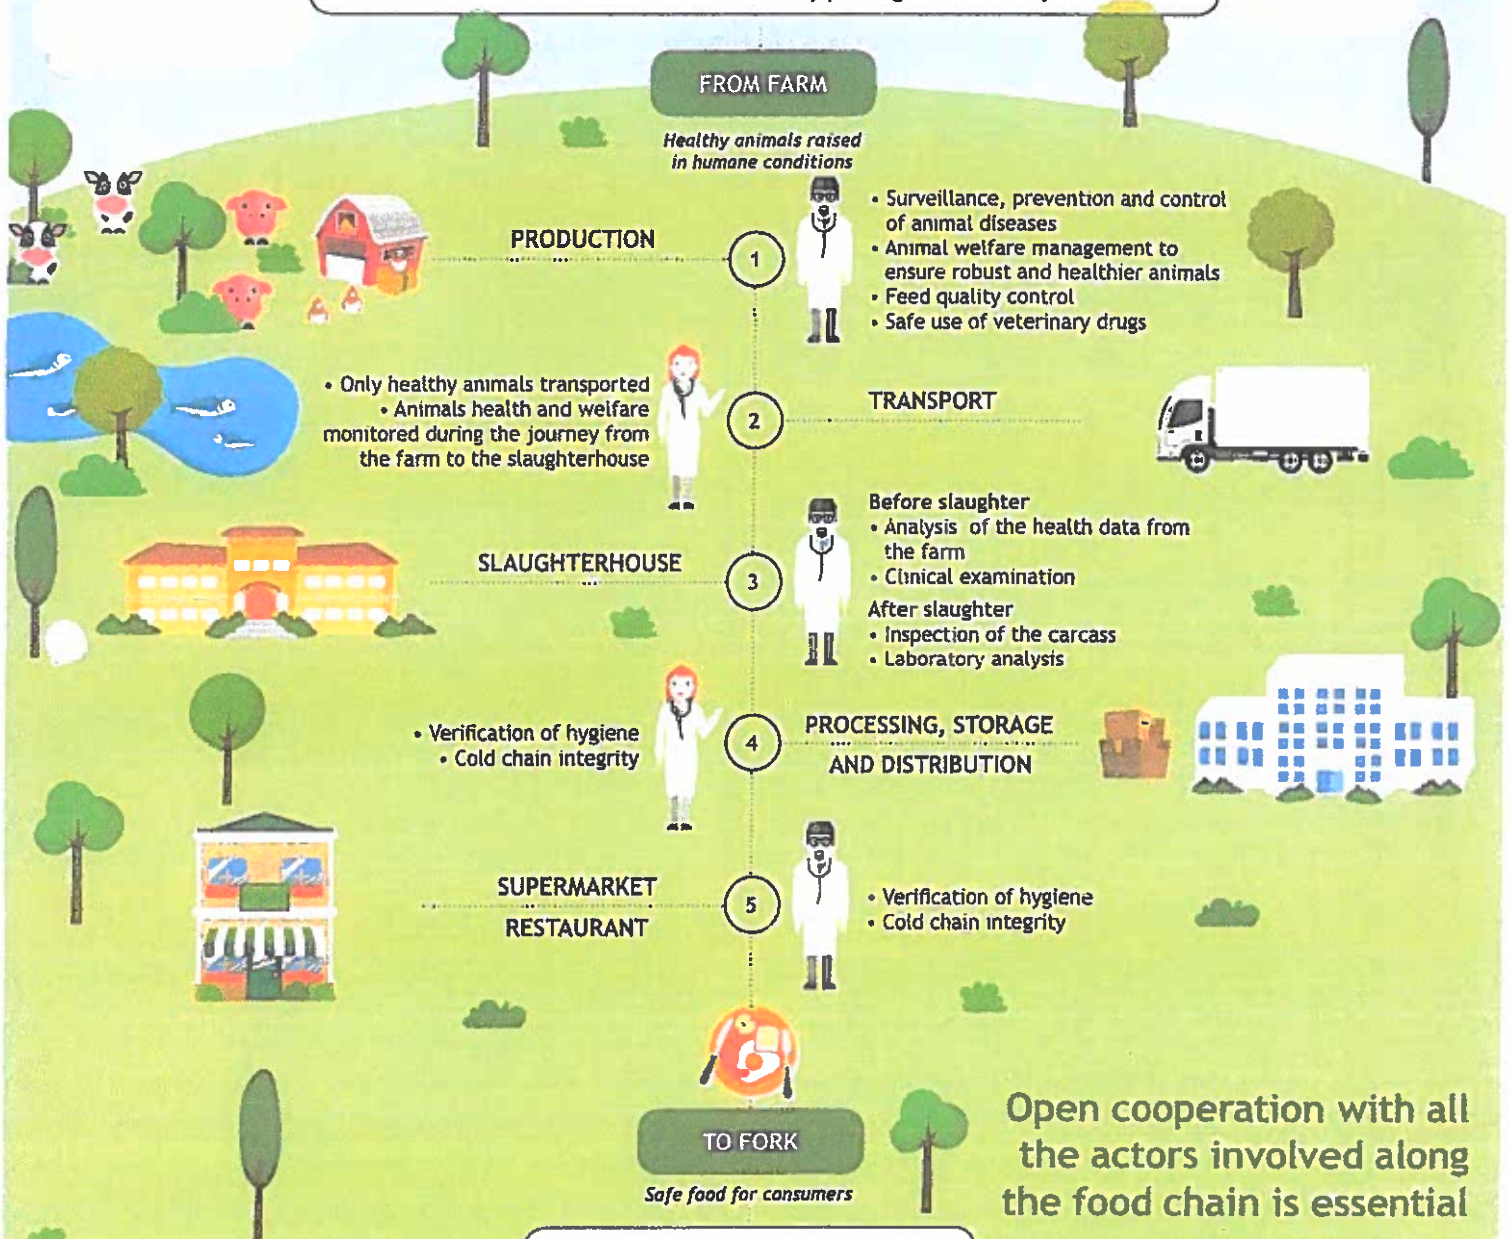 FROM FARM
Healthy animals raised
in humane conditions
PRODUCTION
1
• Surveillance, prevention and control
of animal diseases
• Animal welfare management to
ensure robust and healthier animals
• Feed quality control
• Safe use of veterinary drugs
• Only healthy animals transported
• Animals health and welfare
monitored during the journey from
the farm to the slaughterhouse
2
TRANSPORT
SLAUGHTERHOUSE
3
Before slaughter
• Analysis of the health data from
the farm
• Clinical examination
After slaughter
• Inspection of the carcass
• Laboratory analysis
• Verification of hygiene
• Cold chain integrity
4
PROCESSING, STORAGE
AND DISTRIBUTION
SUPERMARKET
RESTAURANT
5
• Verification of hygiene
• Cold chain integrity
TO FORK
Safe food for consumers
Open cooperation with all
the actors involved along
the food chain is essential